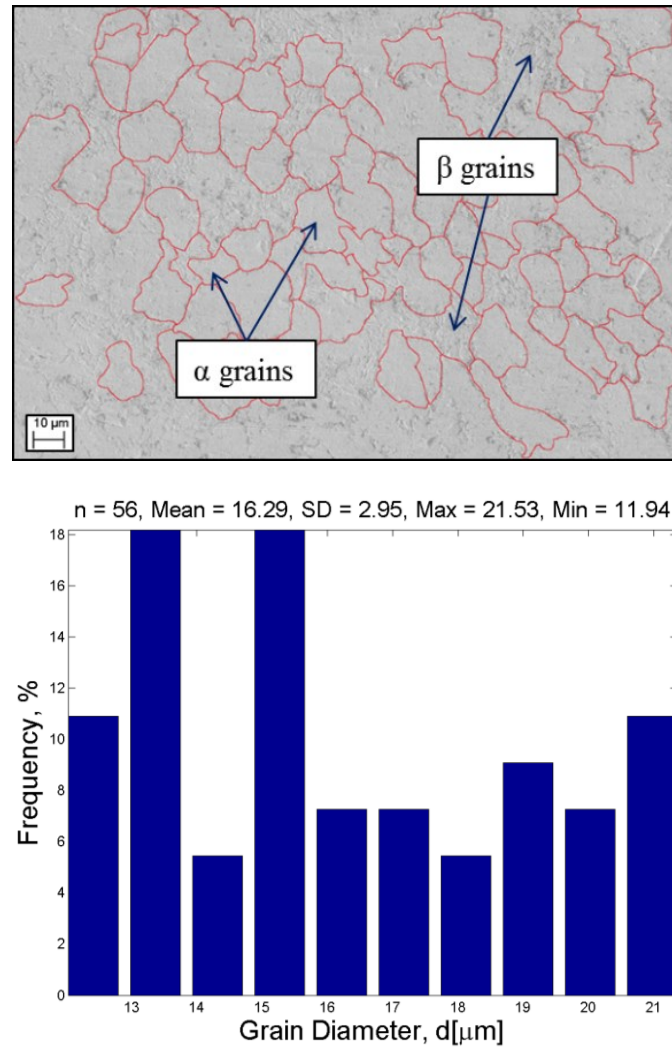 β grains
α grains
10 µm
n = 56, Mean = 16.29, SD = 2.95, Max = 21.53, Min = 11.94
18
16
14
12
10
8
6
4
2
0
Frequency, %
13 14 15 16 17 18 19 20 21
Grain Diameter, d[μm]